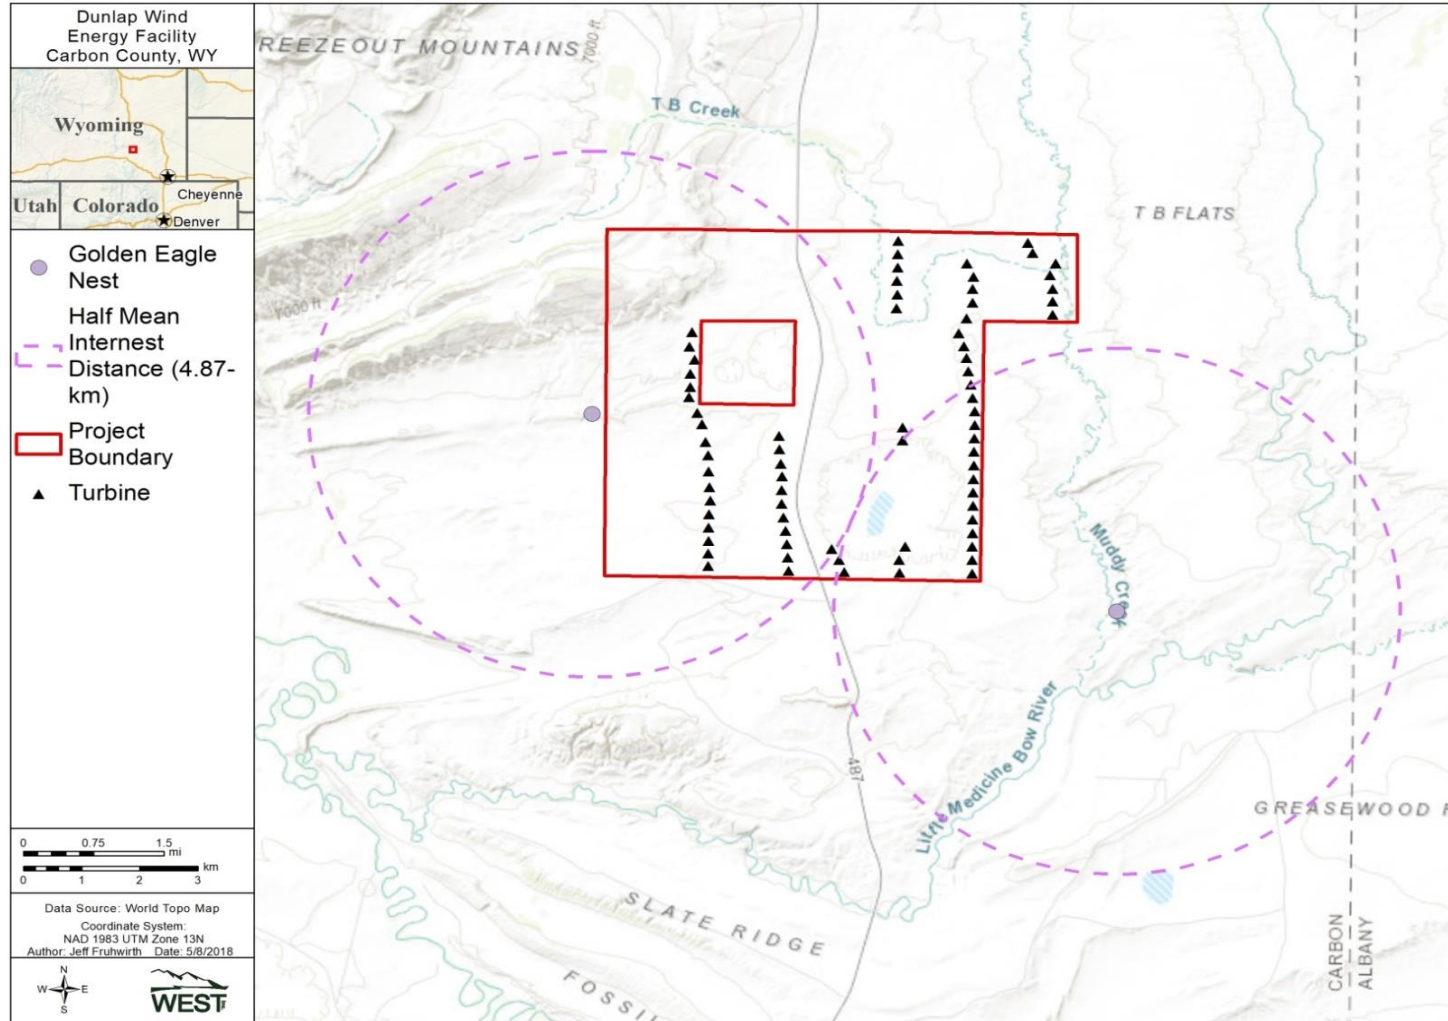 Dunlap Wind
Energy Facility
Carbon County, WY
Wyoming
Cheyenne
Utah
Colorado
Denver
Golden Eagle
Nest
Half Mean
Internest
Distance (4.87-
km)
Project
Boundary
Turbine
0 0.75 1.5
mi
km
0 1 2 3
Data Source: World Topo Map
Coordinate System:
NAD 1983 UTM Zone 13N
Author: Jeff Fruhwirth Date: 5/8/2018
N
W E
S
WEST
REEZEOUT MOUNTAINS
7000 ft
T B Creek
T B FLATS
7000 ft
Muddy Creek
Little Medicine Bow River
487
GREASEWOOD F
SLATE RIDGE
FOSSIL
CARBON
ALBANY